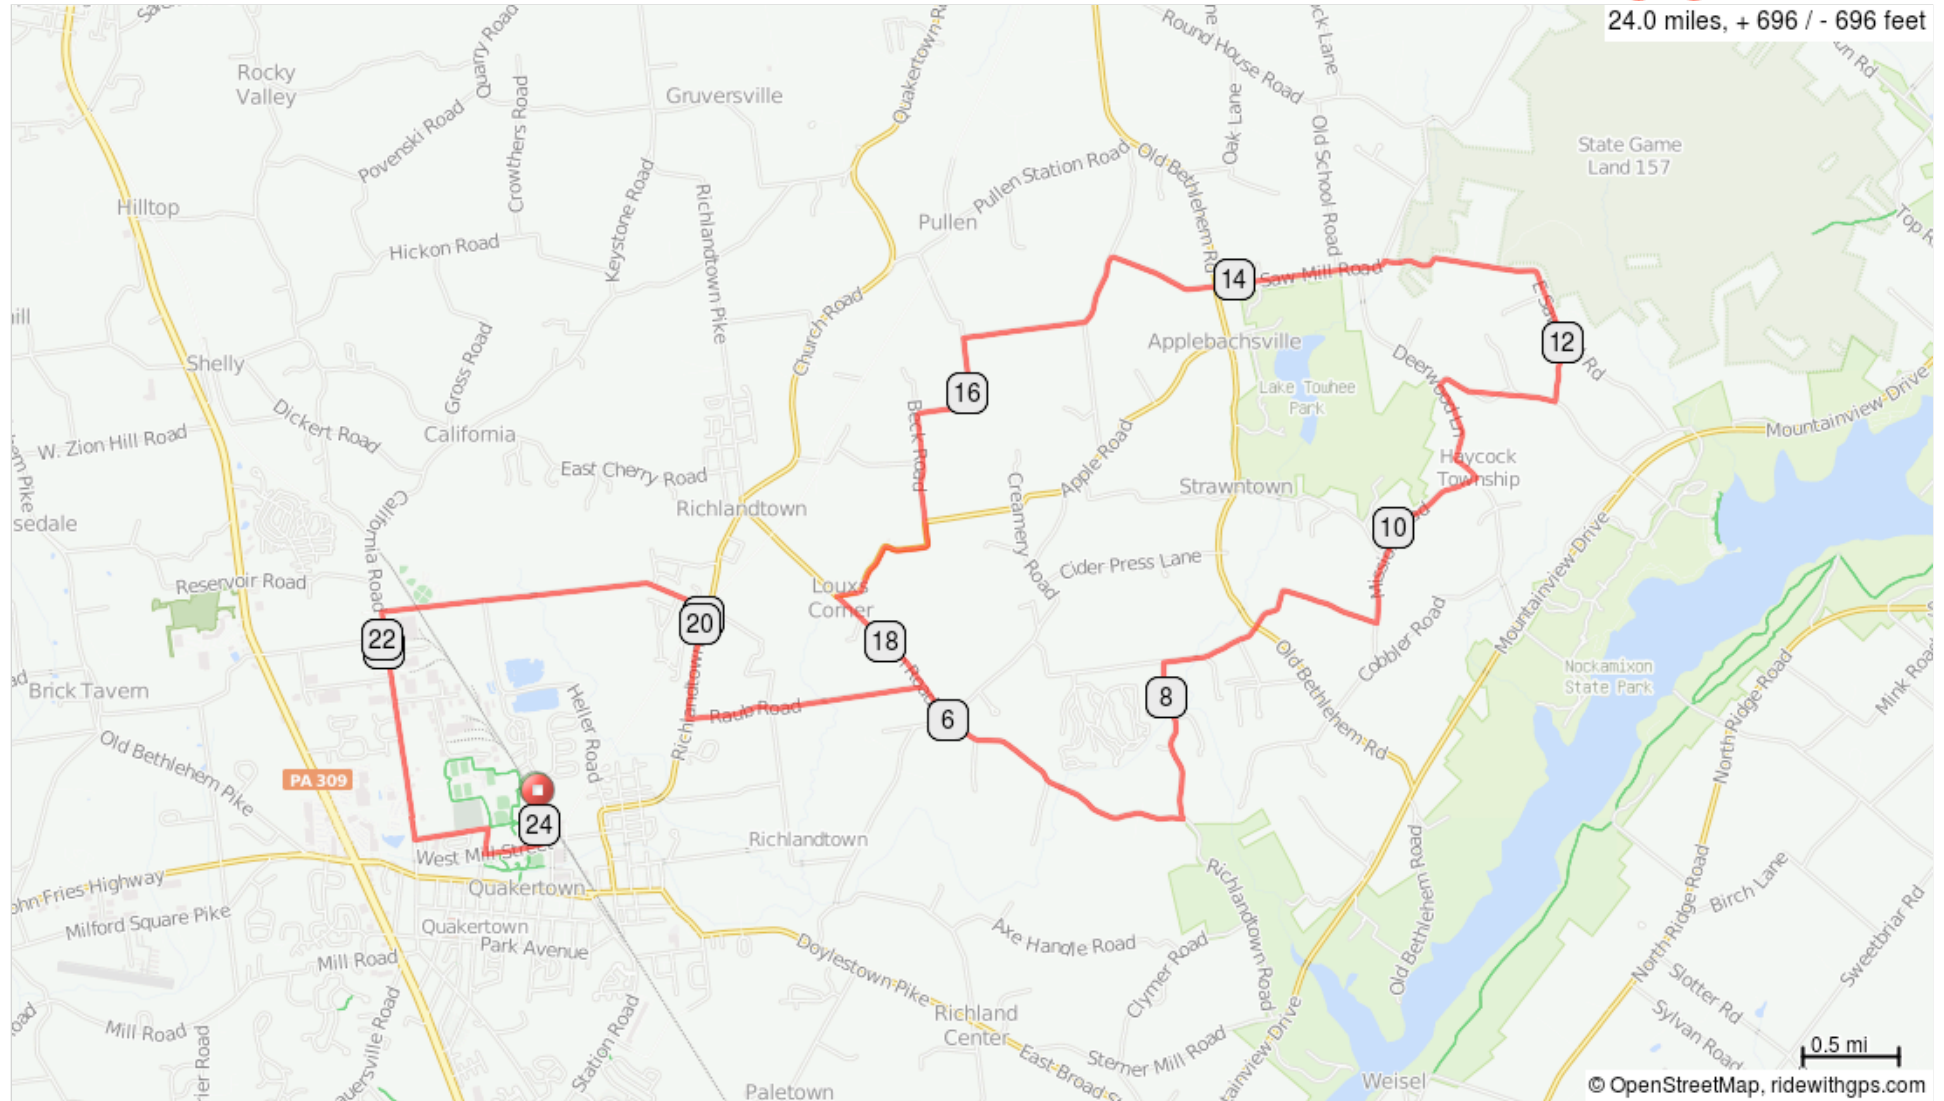 24.0 miles, + 696 / - 696 feet
Quarry Road
Rocky
Valley
Povenski Road
Crowthers Road
Gruversville
Round House Road
Oak Lane
Old School Road
State Game
Land 157
Hilltop
Hickon Road
Keystone Road
Richlandtown Pike
Pullen
Pullen Station Road
Old Bethlehem Rd
14
Saw Mill Road
12
Church Road
Shelly
Gross Road
Applebachsville
Deerwood Ln
Lake Towhee
Park
16
Beck Road
Mountainview Drive
Dickert Road
W. Zion Hill Road
California
East Cherry Road
Apple Road
Haycock
Township
Strawntown
Creamery Road
Richlandtown
10
California Road
Cider Press Lane
Reservoir Road
Louxs
Corner
Mountainview Drive
Cobbler Road
20
22
18
Old Bethlehem Rd
Nockamixon
State Park
Brick Tavern
Heller Road
Raub Road
8
6
North Ridge Road
Mink Road
Old Bethlehem Pike
PA 309
24
Richlandtown
West Mill Street
Old Bethlehem Road
Richlandtown Road
North Ridge Road
Birch Lane
Quakertown
Milford Square Pike
Quakertown
Park Avenue
Axe Handle Road
Clymer Road
Sweetbriar Rd
Mill Road
Doylestown Pike
Slotter Rd
Richland
Center
Mill Road
Station Road
Sterner Mill Road
Sylvan Road
0.5 mi
Paletown
Weisel
© OpenStreetMap, ridewithgps.com